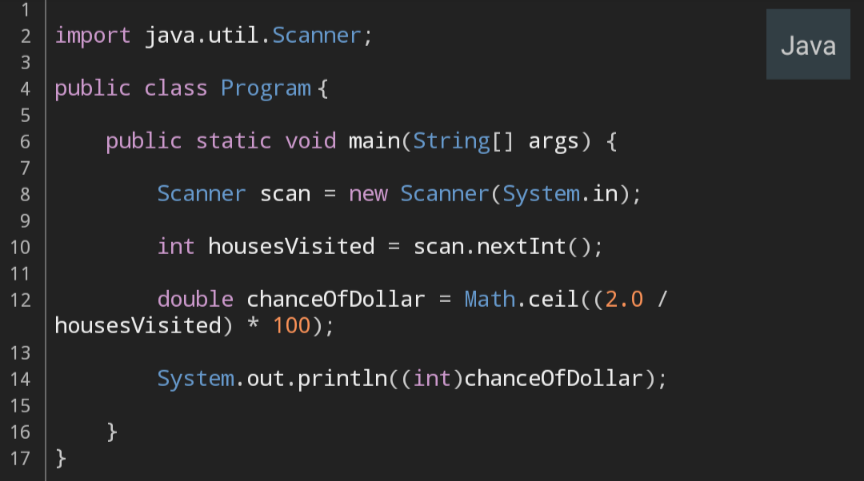 1
2 import java.util.Scanner;
Java
3
4 public class Program {
5
6 public static void main(String[] args) {
7
8 Scanner scan = new Scanner(System.in);
9
10 int housesVisited = scan.nextInt();
11
12 double chanceOfDollar = Math.ceil((2.0 /
housesVisited) * 100);
13
14 System.out.println((int)chanceOfDollar);
15
16 }
17 }